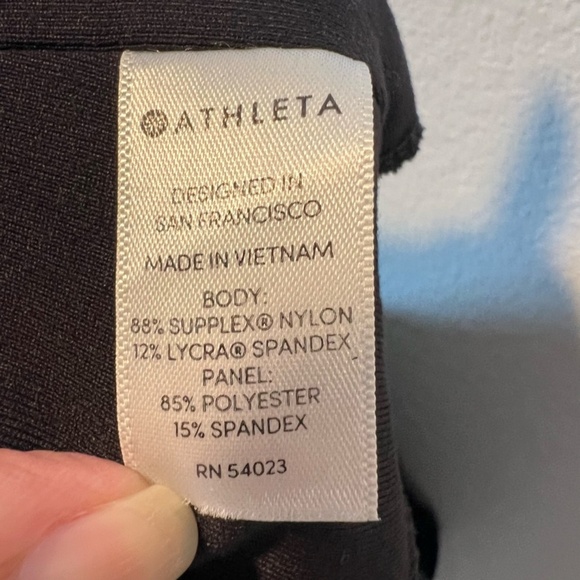 ATHLETA
DESIGNED IN
SAN FRANCISCO
MADE IN VIETNAM
BODY:
88% SUPPLEX® NYLON
12% LYCRA® SPANDEX
PANEL:
85% POLYESTER
15% SPANDEX
RN 54023